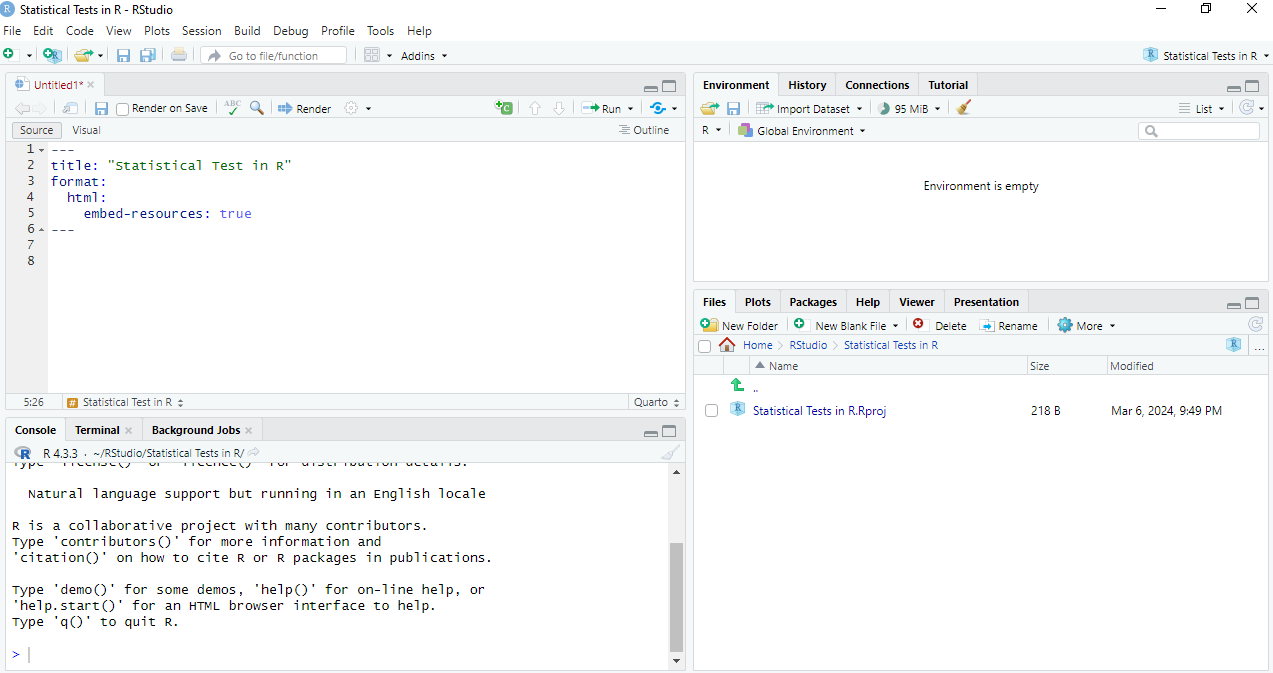 Statistical Tests in R - RStudio
File Edit Code View Plots Session Build Debug Profile Tools Help
Go to file/function Addins Statistical Tests in R
Untitled1*
Render on Save ABC Render Run
Source Visual Outline
1 ---
2 title: "Statistical Test in R"
3 format:
4 html:
5 embed-resources: true
6 ---
7
8
5:26 # Statistical Test in R Quarto
Console Terminal Background Jobs
R R 4.3.3 · ~/RStudio/Statistical Tests in R/
Type 'license()' or 'licence()' for distribution details.
Natural language support but running in an English locale
R is a collaborative project with many contributors.
Type 'contributors()' for more information and
'citation()' on how to cite R or R packages in publications.
Type 'demo()' for some demos, 'help()' for on-line help, or
'help.start()' for an HTML browser interface to help.
Type 'q()' to quit R.
>
Environment History Connections Tutorial
Import Dataset 95 MiB List
R Global Environment
Environment is empty
Files Plots Packages Help Viewer Presentation
New Folder New Blank File Delete Rename More
Home RStudio Statistical Tests in R R ...
Name Size Modified
..
Statistical Tests in R.Rproj 218 B Mar 6, 2024, 9:49 PM